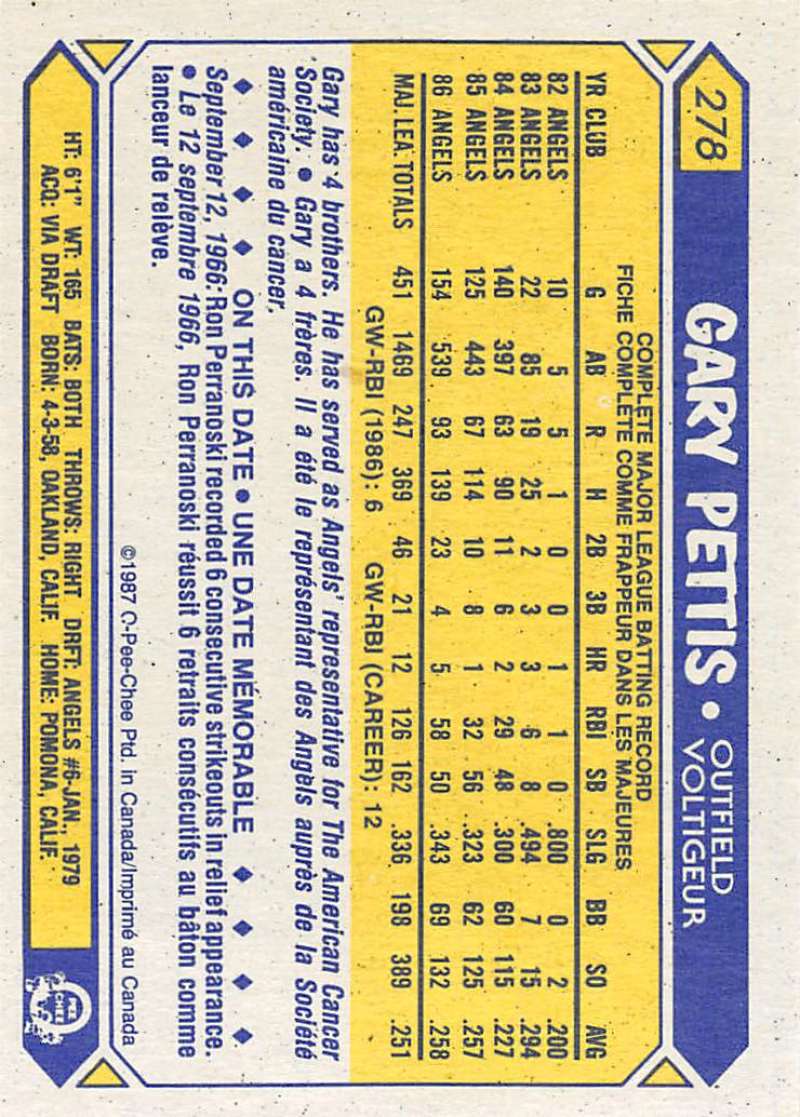 278
GARY PETTIS • OUTFIELD
VOLTIGEUR
COMPLETE MAJOR LEAGUE BATTING RECORD
FICHE COMPLETE COMME FRAPPEUR DANS LES MAJEURES
YR CLUB G AB R H 2B 3B HR RBI SB SLG BB SO AVG
82 ANGELS 10 5 5 1 0 0 1 1 0 .800 0 2 .200
83 ANGELS 22 85 19 25 2 3 3 6 8 .494 7 15 .294
84 ANGELS 140 397 63 90 11 6 2 29 48 .300 60 115 .227
85 ANGELS 125 443 67 114 10 8 1 32 56 .323 62 125 .257
86 ANGELS 154 539 93 139 23 4 5 58 50 .343 69 132 .258
MAJ. LEA. TOTALS 451 1469 247 369 46 21 12 126 162 .336 198 389 .251
GW-RBI (1986): 6 GW-RBI (CAREER): 12
Gary has 4 brothers. He has served as Angels' representative for The American Cancer
Society. • Gary a 4 frères. Il a été le représentant des Angels auprès de la Société
américaine du cancer.
ON THIS DATE • UNE DATE MÉMORABLE
September 12, 1966: Ron Perranoski recorded 6 consecutive strikeouts in relief appearance.
• Le 12 septembre 1966, Ron Perranoski réussit 6 retraits consécutifs au bâton comme
lanceur de relève.
©1987 O-Pee-Chee Ptd. in Canada/Imprimé au Canada
HT: 6'1" WT: 165 BATS: BOTH THROWS: RIGHT DRFT: ANGELS #6-JAN., 1979
ACQ: VIA DRAFT BORN: 4-3-58, OAKLAND, CALIF. HOME: POMONA, CALIF.
O
PEE
CHEE